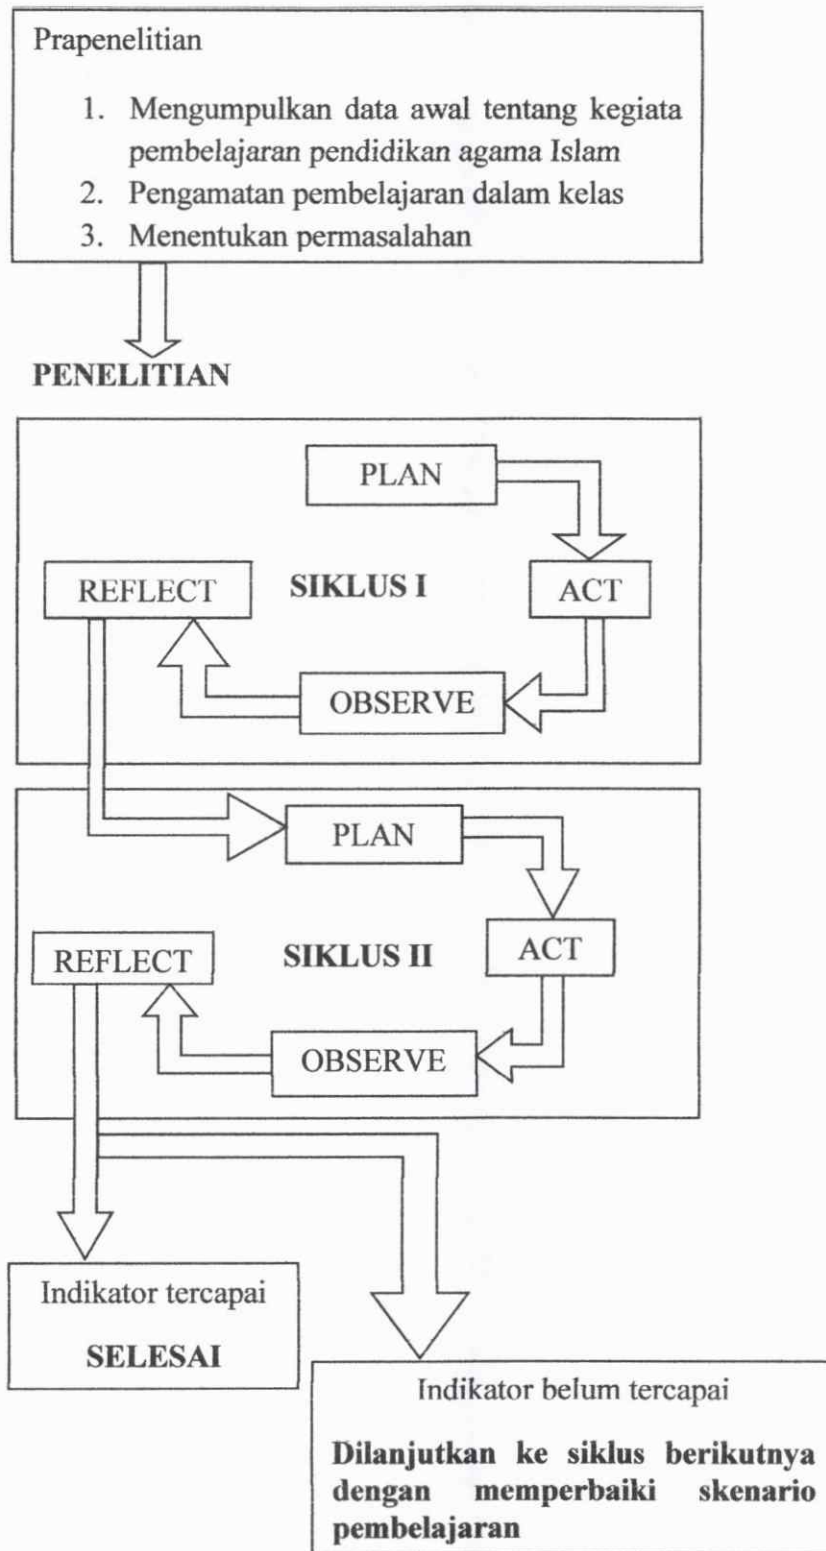 Prapenelitian
1. Mengumpulkan data awal tentang kegiata
pembelajaran pendidikan agama Islam
2. Pengamatan pembelajaran dalam kelas
3. Menentukan permasalahan
PENELITIAN
PLAN
REFLECT
SIKLUS I
ACT
OBSERVE
PLAN
REFLECT
SIKLUS II
ACT
OBSERVE
Indikator tercapai
SELESAI
Indikator belum tercapai
Dilanjutkan ke siklus berikutnya
dengan memperbaiki skenario
pembelajaran